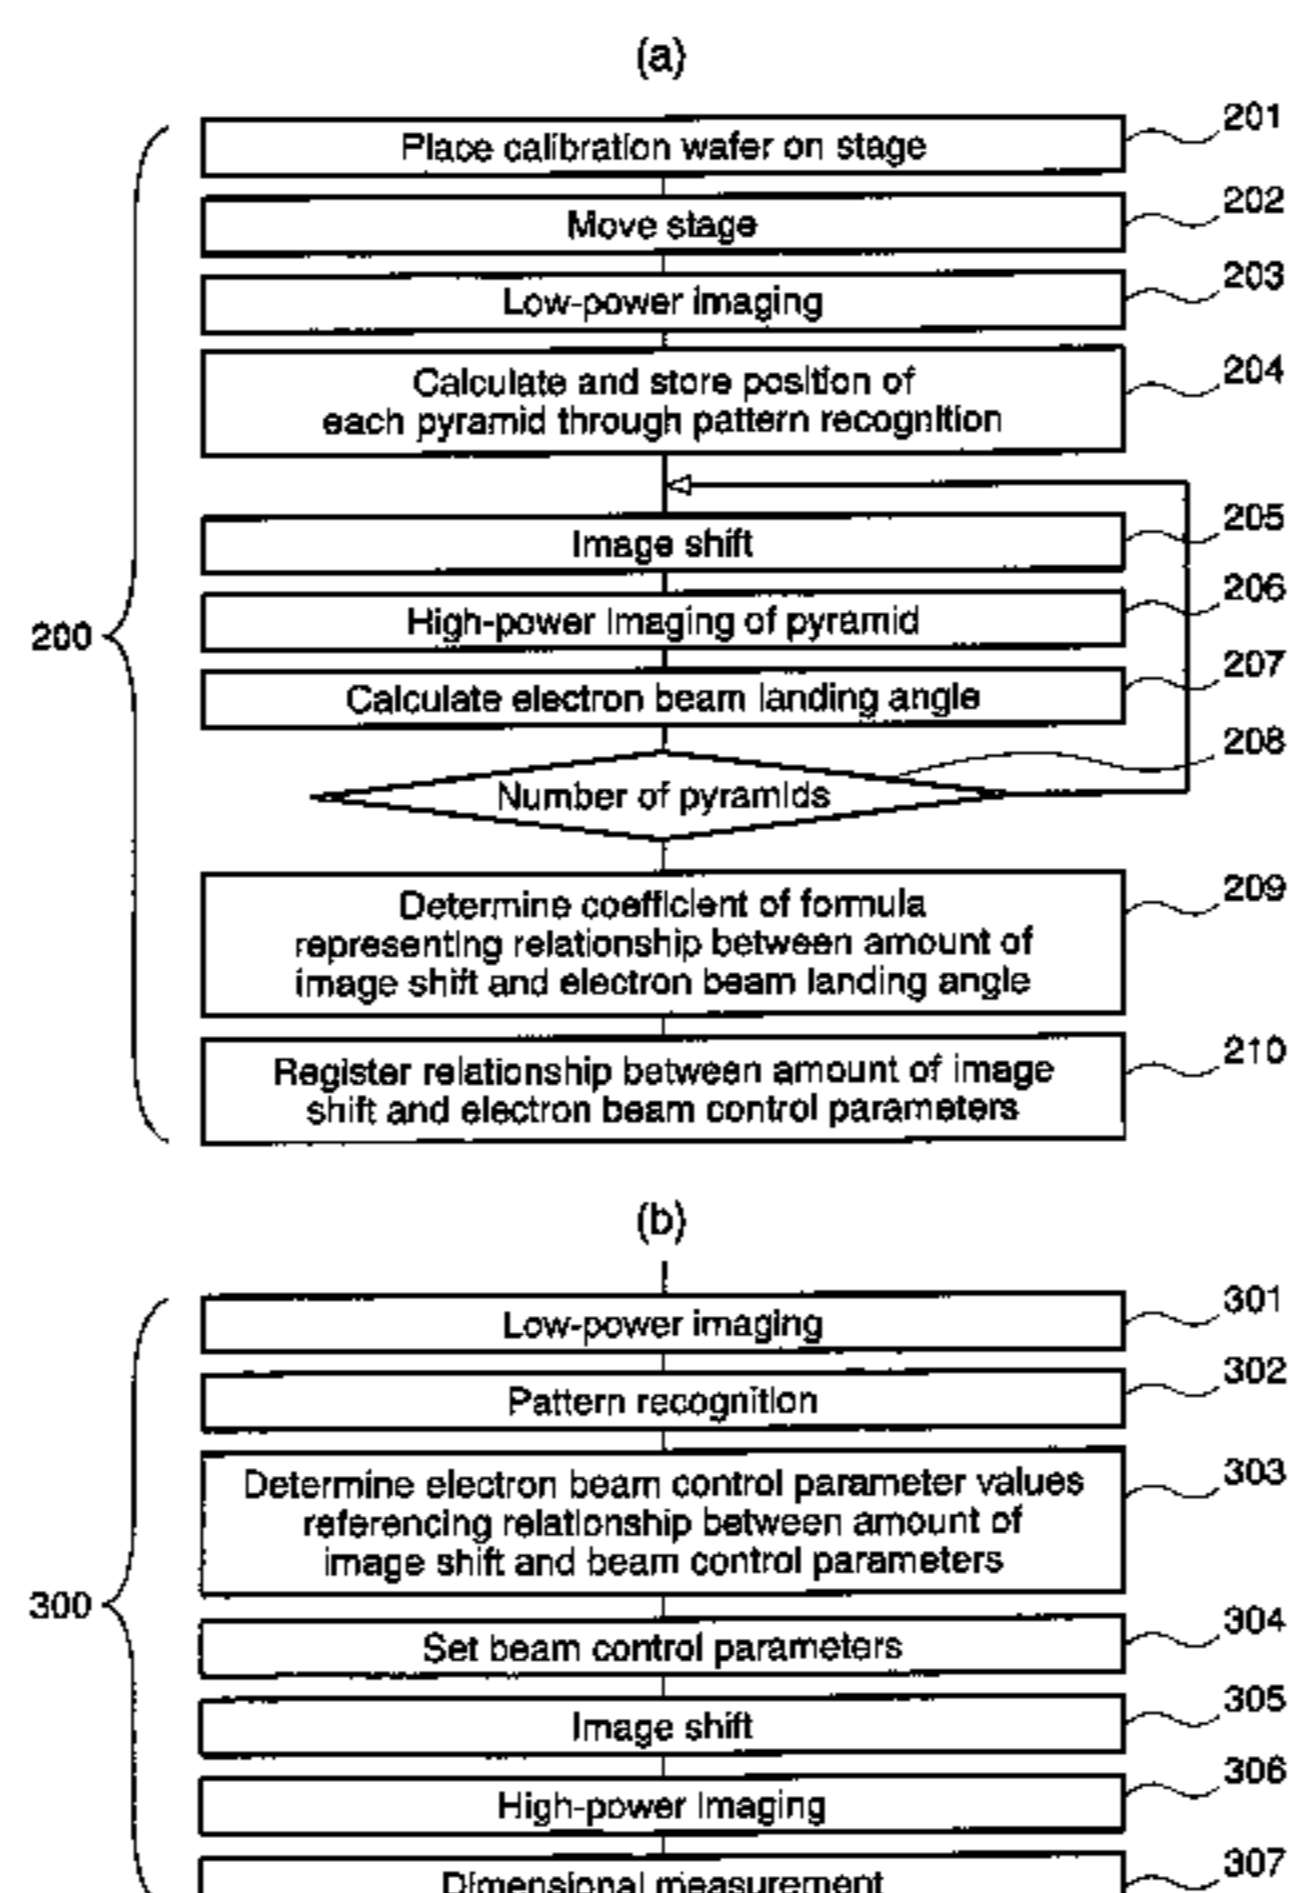 (a)
Place calibration wafer on stage
201
Move stage
202
Low-power imaging
203
Calculate and store position of
each pyramid through pattern recognition
204
Image shift
205
High-power imaging of pyramid
206
Calculate electron beam landing angle
207
Number of pyramids
208
Determine coefficient of formula
representing relationship between amount of
image shift and electron beam landing angle
209
Register relationship between amount of image
shift and electron beam control parameters
210
200
(b)
Low-power imaging
301
Pattern recognition
302
Determine electron beam control parameter values
referencing relationship between amount of
image shift and beam control parameters
303
Set beam control parameters
304
Image shift
305
High-power imaging
306
Dimensional measurement
307
300